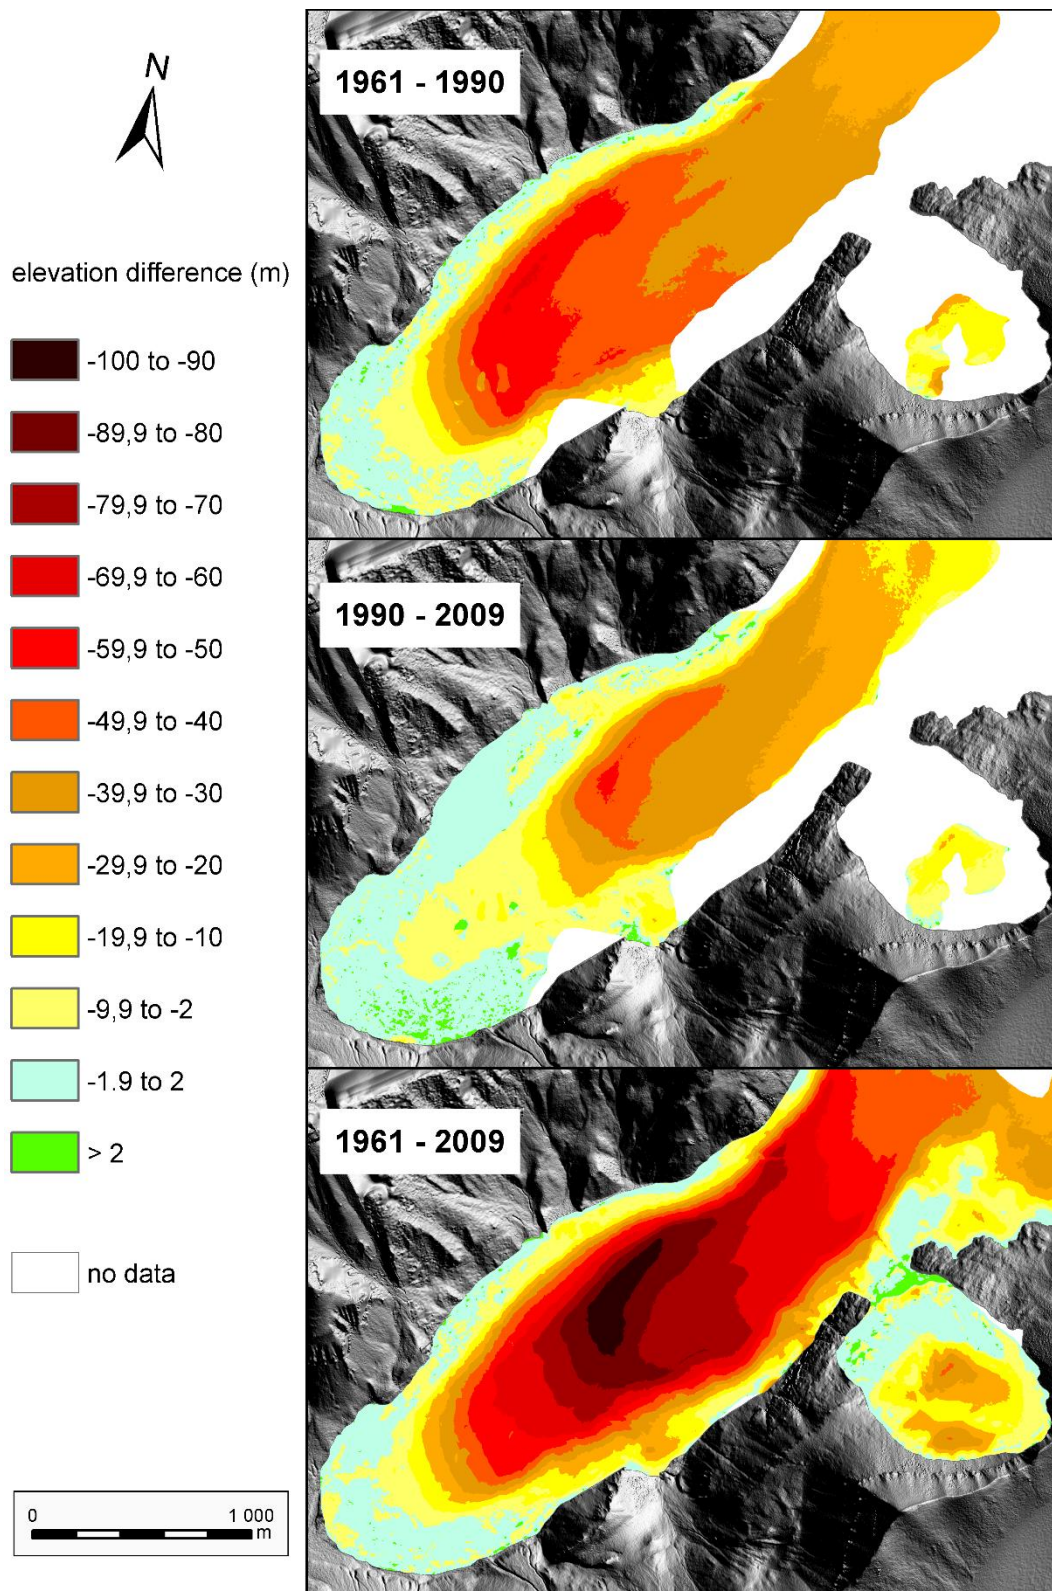 N
elevation difference (m)
-100 to -90
-89,9 to -80
-79,9 to -70
-69,9 to -60
-59,9 to -50
-49,9 to -40
-39,9 to -30
-29,9 to -20
-19,9 to -10
-9,9 to -2
-1.9 to 2
> 2
no data
0 1 000
m
1961 - 1990
1990 - 2009
1961 - 2009